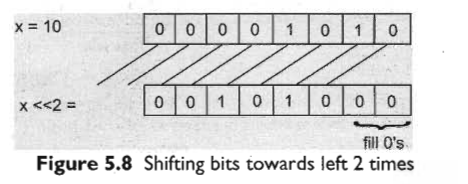 x = 10 0 0 0 0 1 0 1 0
x <<2 = 0 0 1 0 1 0 0 0
fill 0's
Figure 5.8 Shifting bits towards left 2 times